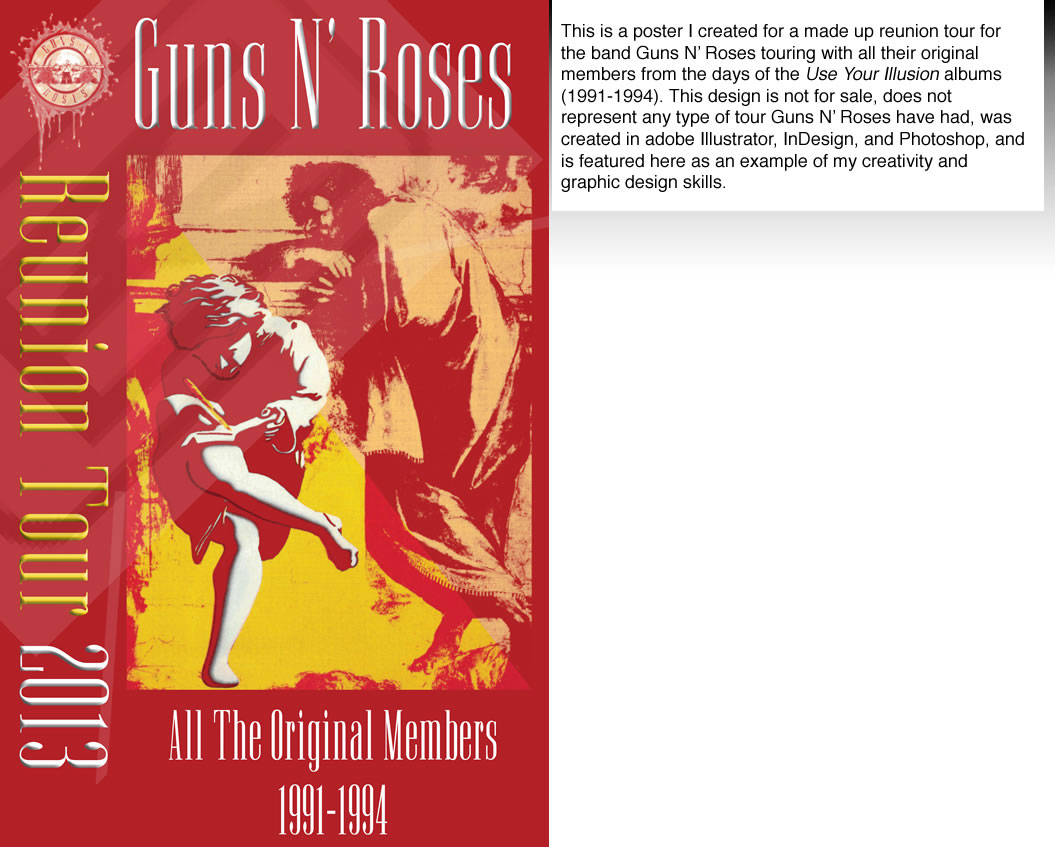 GUNS N'
ROSES
Guns N' Roses
Reunion Tour 2013
All The Original Members
1991-1994
This is a poster I created for a made up reunion tour for
the band Guns N' Roses touring with all their original
members from the days of the Use Your Illusion albums
(1991-1994). This design is not for sale, does not
represent any type of tour Guns N' Roses have had, was
created in adobe Illustrator, InDesign, and Photoshop, and
is featured here as an example of my creativity and
graphic design skills.